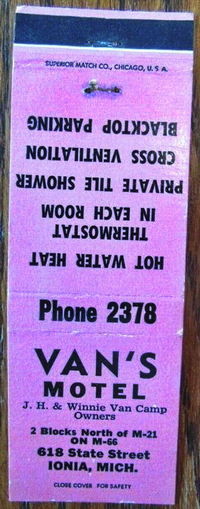 SUPERIOR MATCH CO., CHICAGO, U. S. A.
HOT WATER HEAT
THERMOSTAT
IN EACH ROOM
PRIVATE TILE SHOWER
CROSS VENTILATION
BLACKTOP PARKING
Phone 2378
VAN'S
MOTEL
J. H. & Winnie Van Camp
Owners
2 Blocks North of M-21
ON M-66
618 State Street
IONIA, MICH.
CLOSE COVER FOR SAFETY